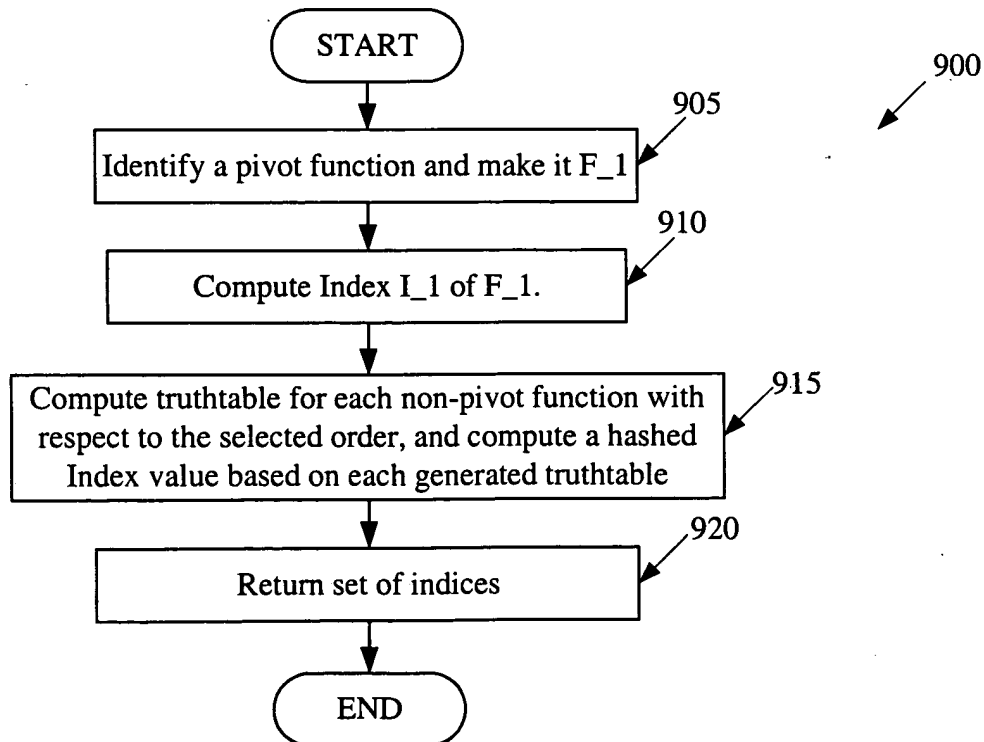 START
900
905
Identify a pivot function and make it F_1
910
Compute Index I_1 of F_1.
915
Compute truthtable for each non-pivot function with
respect to the selected order, and compute a hashed
Index value based on each generated truthtable
920
Return set of indices
END